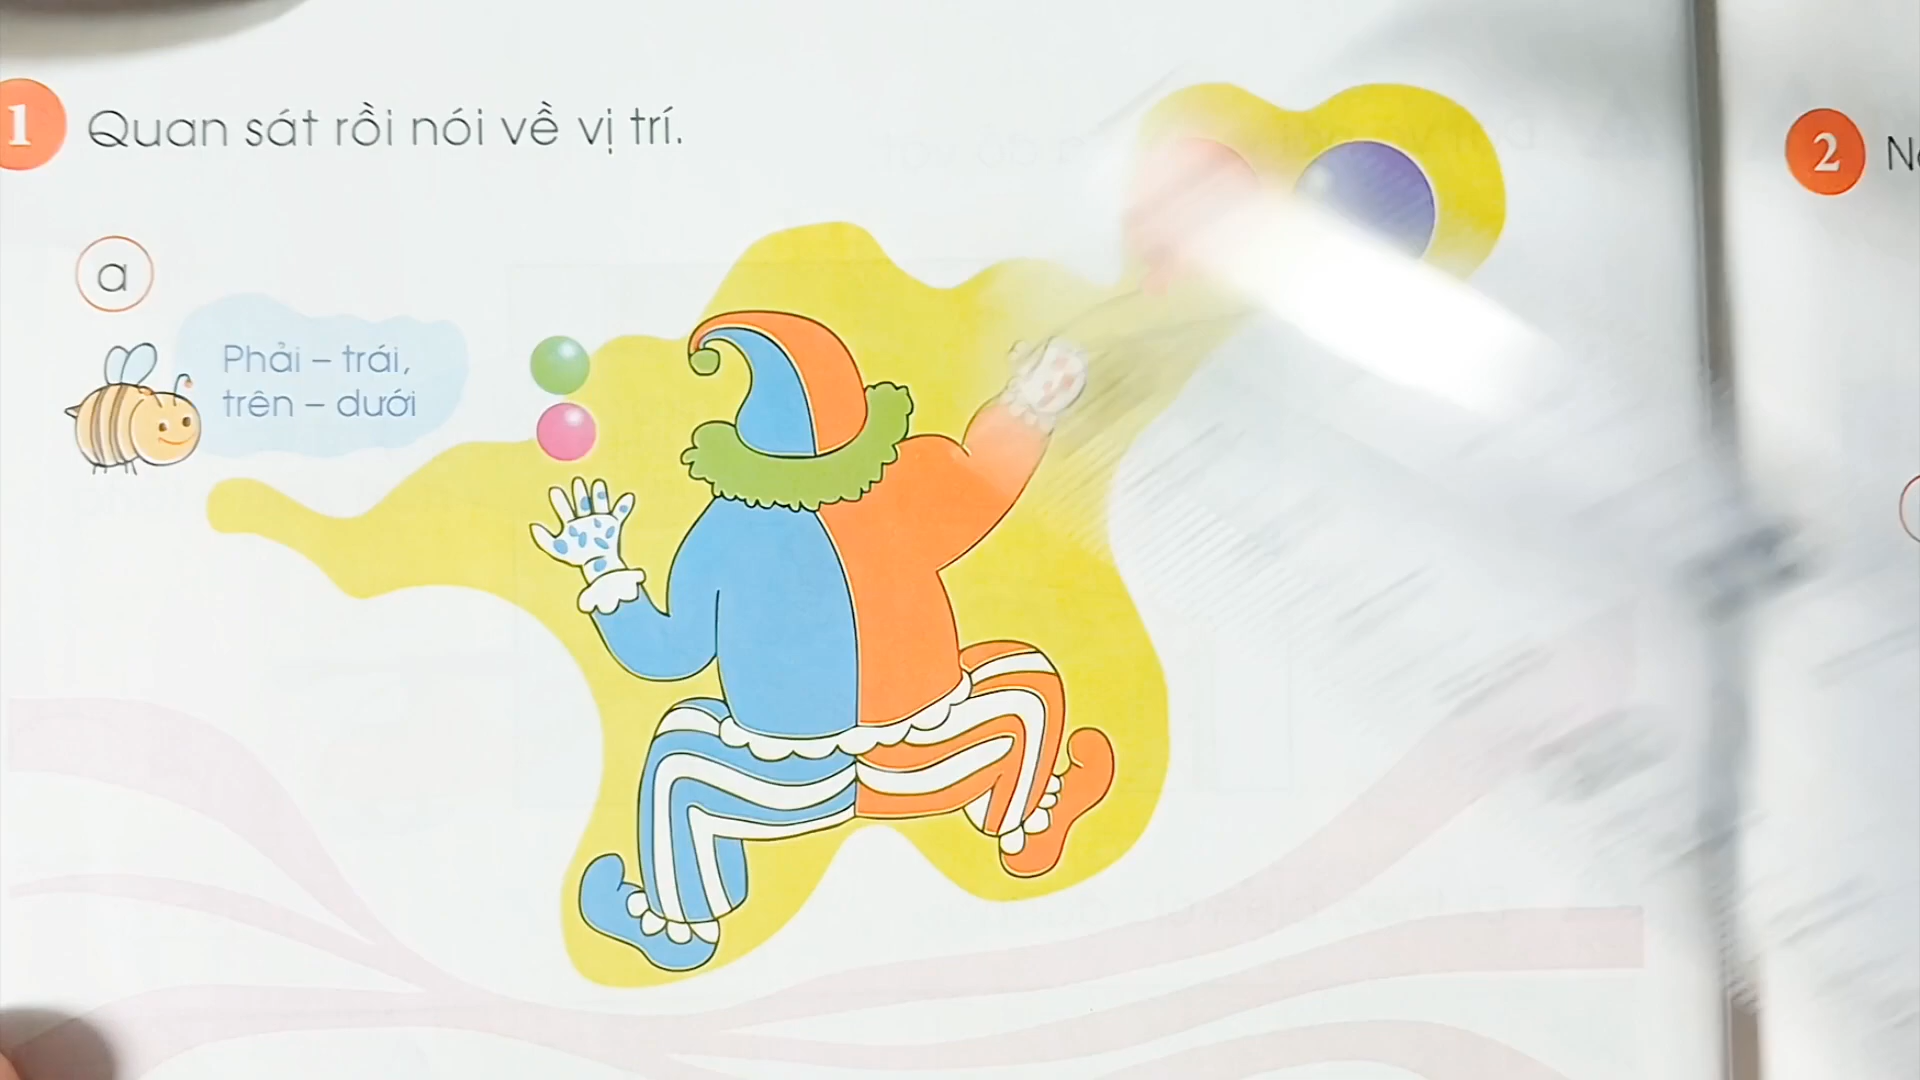 1 Quan sát rồi nói về vị trí.
a
Phải – trái,
trên – dưới
2